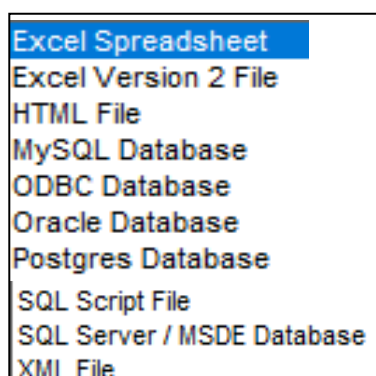 Excel Spreadsheet
Excel Version 2 File
HTML File
MySQL Database
ODBC Database
Oracle Database
Postgres Database
SQL Script File
SQL Server / MSDE Database
XML File